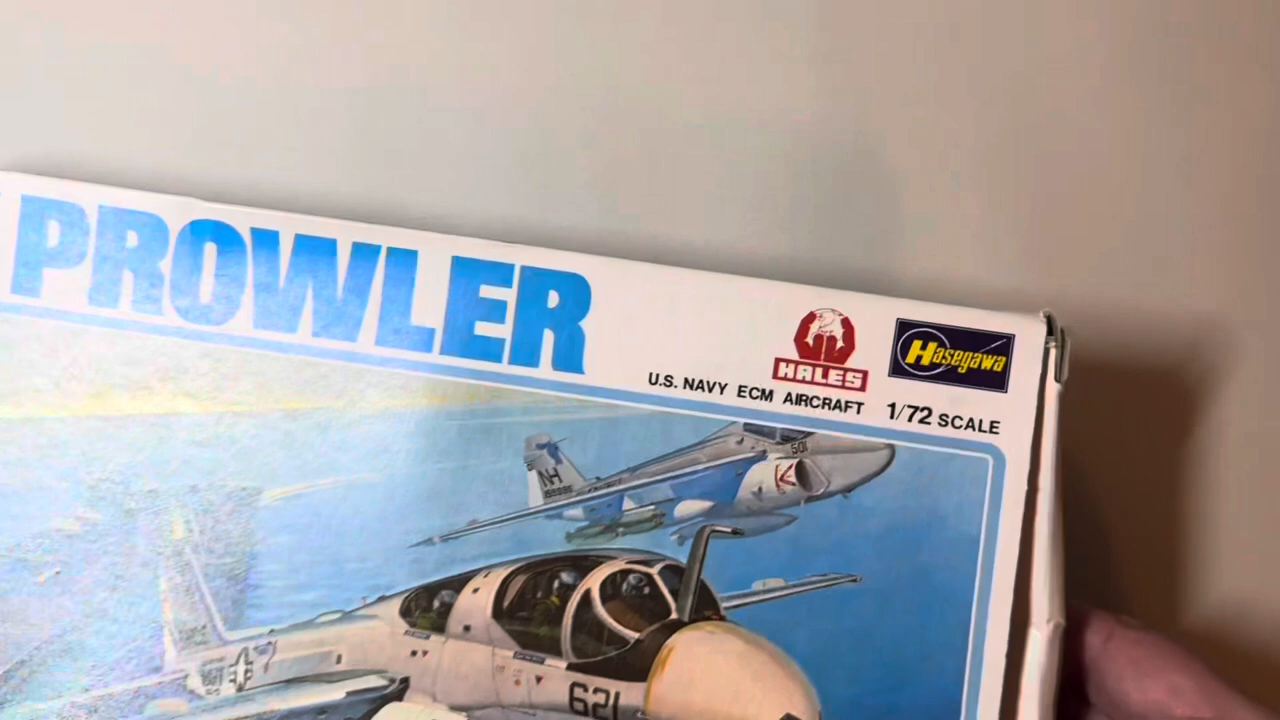 PROWLER
HALES
Hasegawa
U.S. NAVY ECM AIRCRAFT 1/72 SCALE
501
NH
621